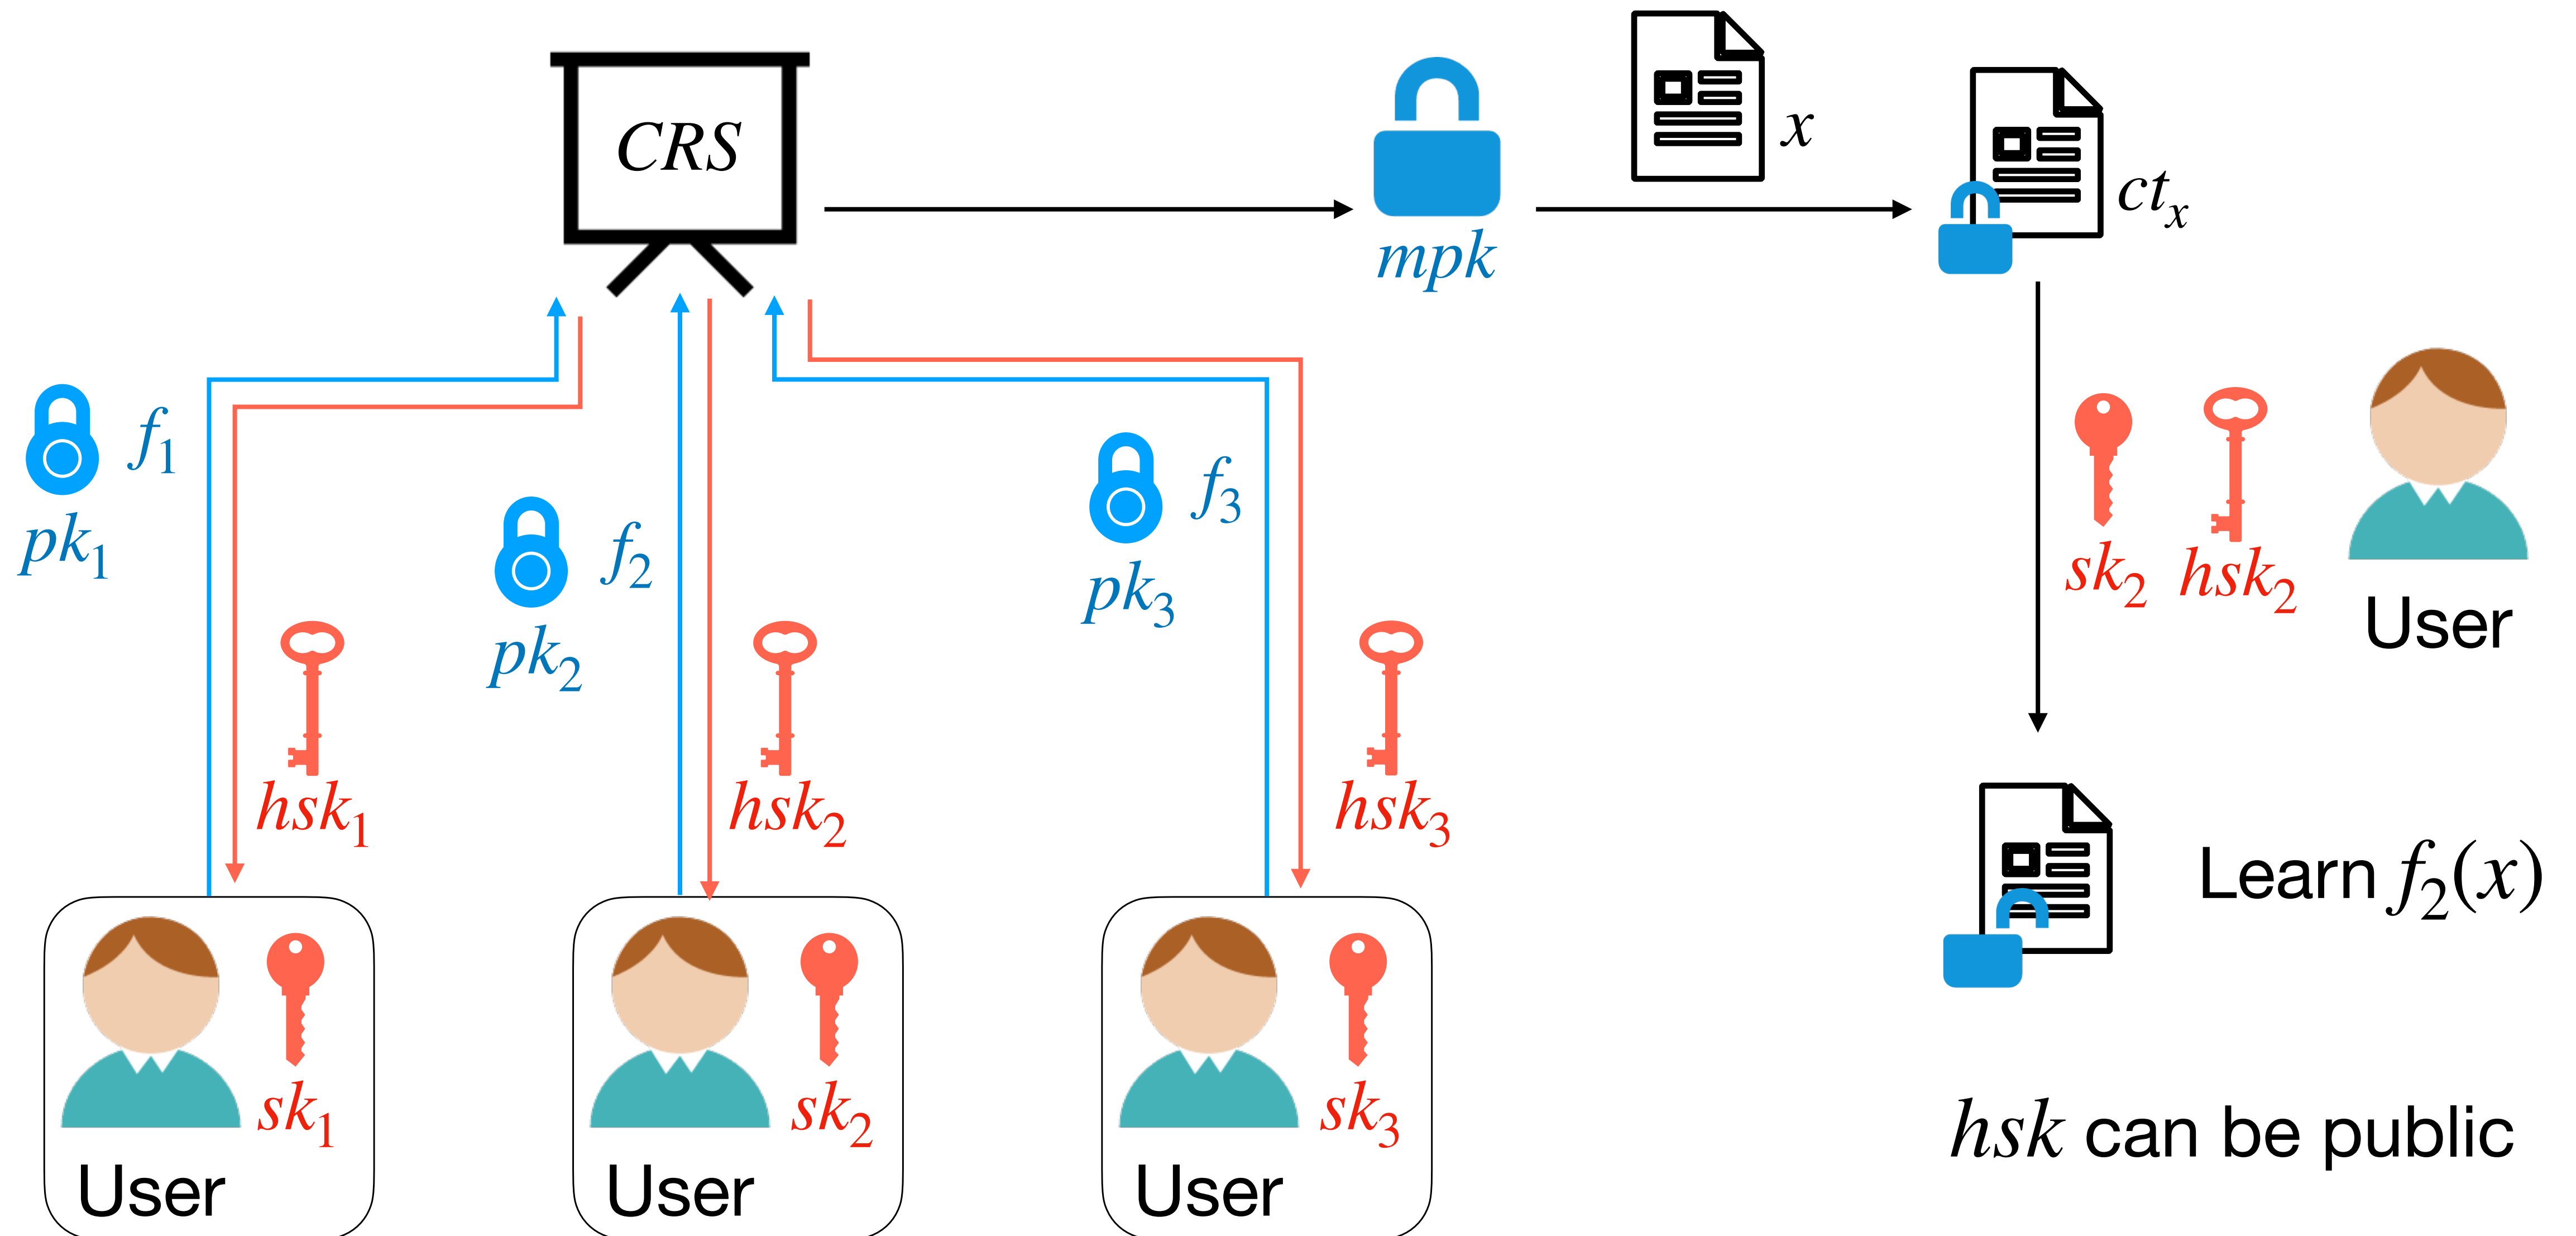 CRS
mpk
x
ct_x
f_1
pk_1
f_2
pk_2
f_3
pk_3
hsk_1
hsk_2
hsk_3
sk_1
User
sk_2
User
sk_3
User
sk_2 hsk_2
User
Learn f_2(x)
hsk can be public